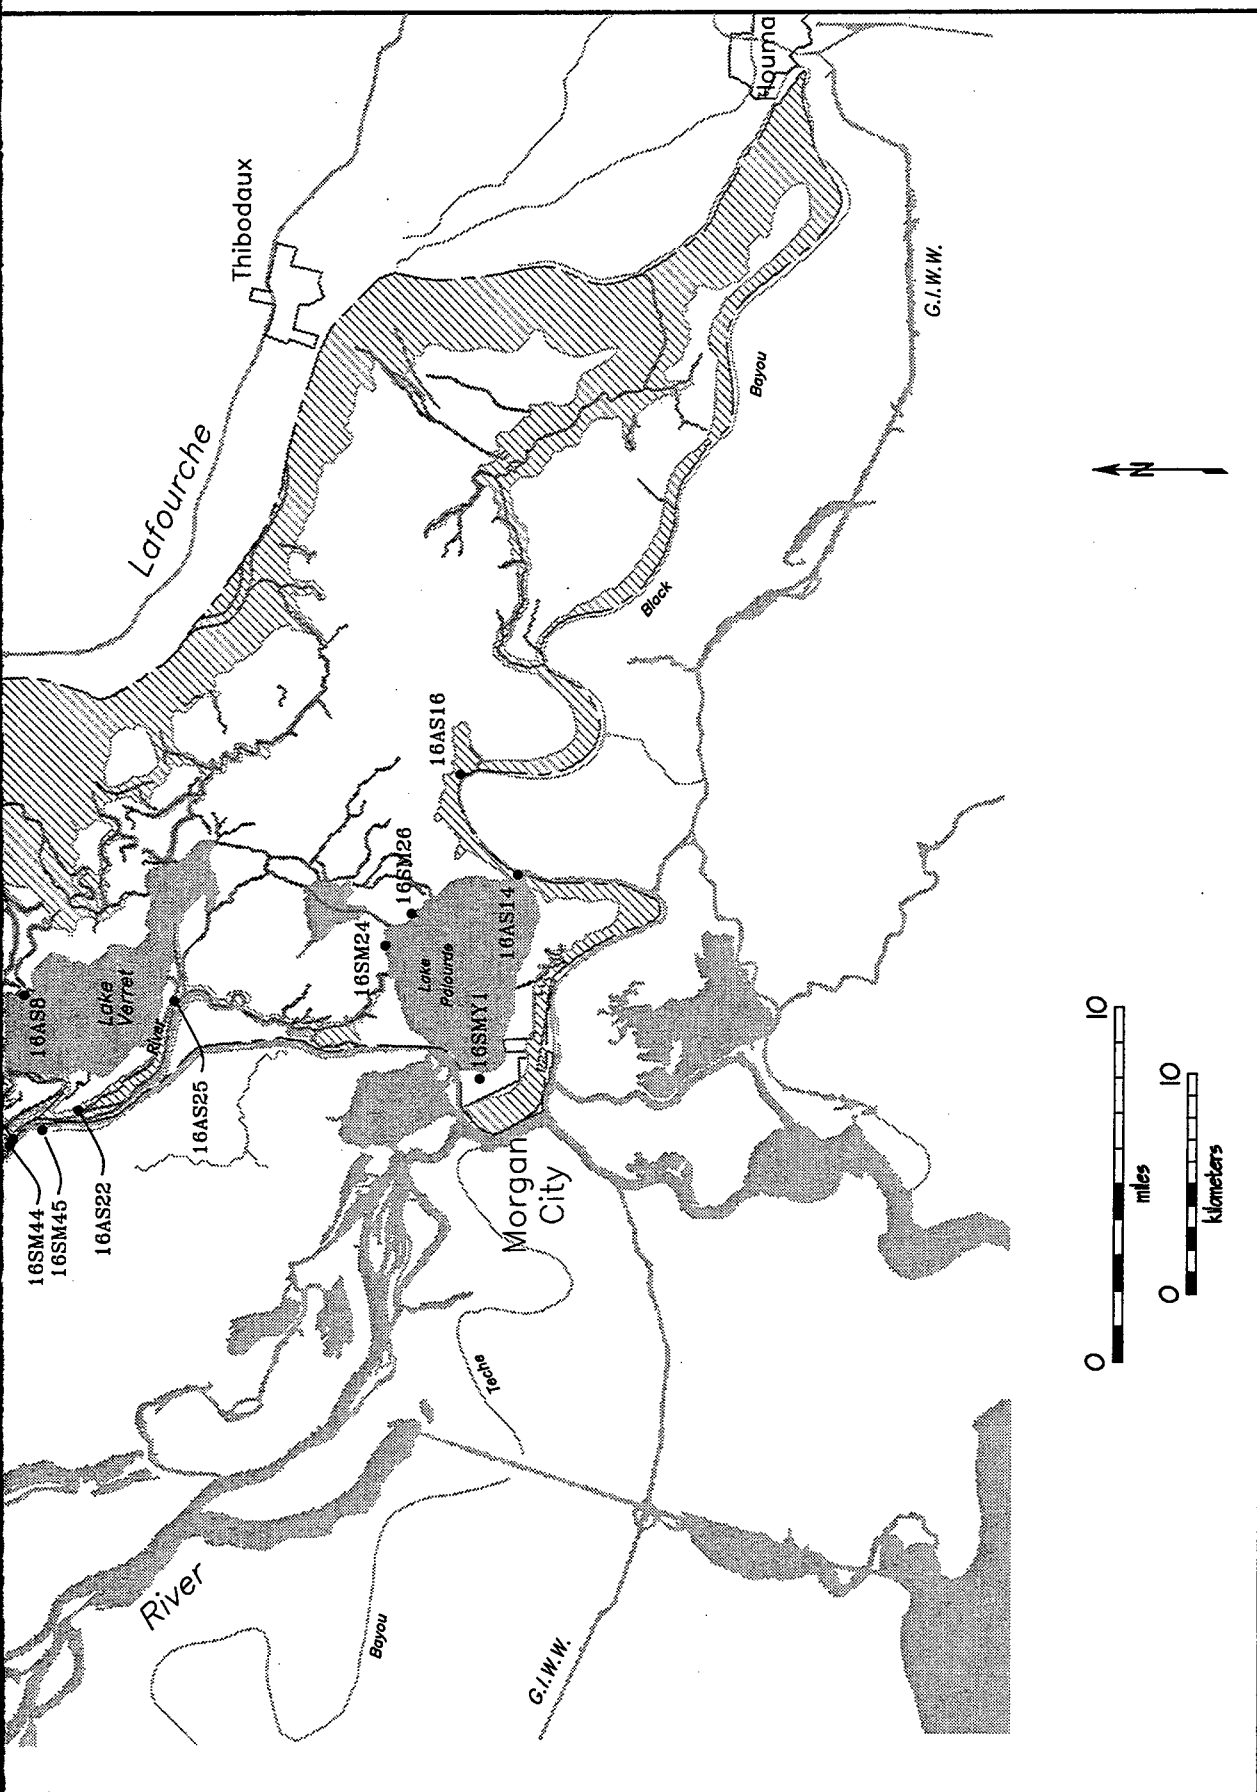 Houma
Thibodaux
Lafourche
G.I.W.W.
Bayou
Black
N
16AS16
16SM26
16SM24
16AS14
Lake
Palourde
16SMY1
16AS8
Lake
Verret
River
16AS25
16AS22
16SM45
16SM44
Morgan
City
Teche
River
Bayou
G.I.W.W.
0
10
miles
0
10
kilometers